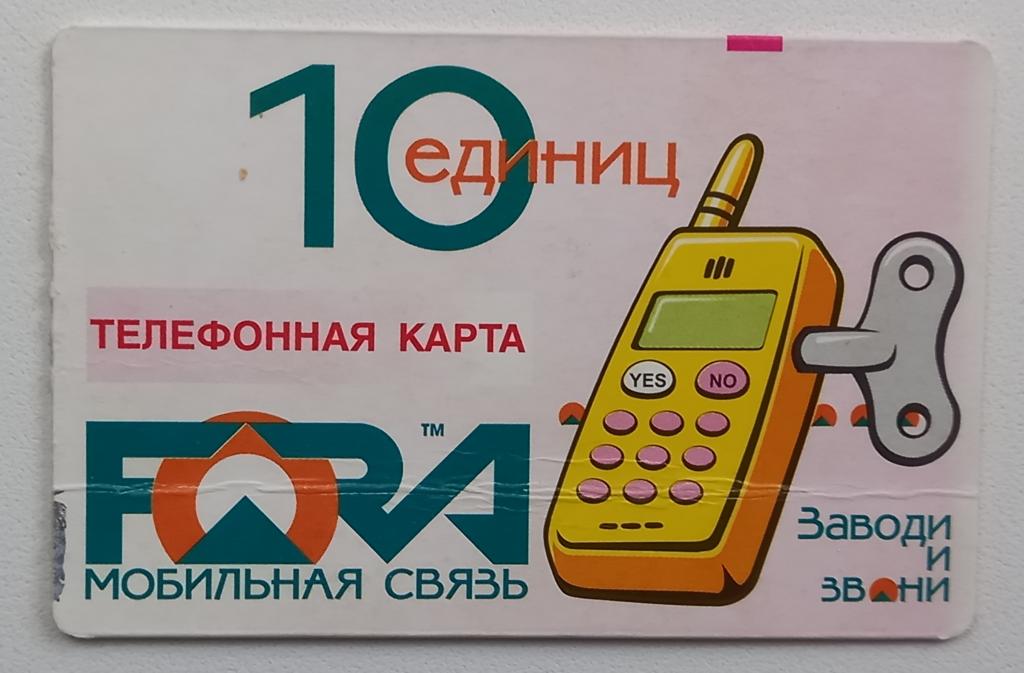 10
единиц
ТЕЛЕФОННАЯ КАРТА
FORA™
МОБИЛЬНАЯ СВЯЗЬ
YES NO
Заводи
и
звони